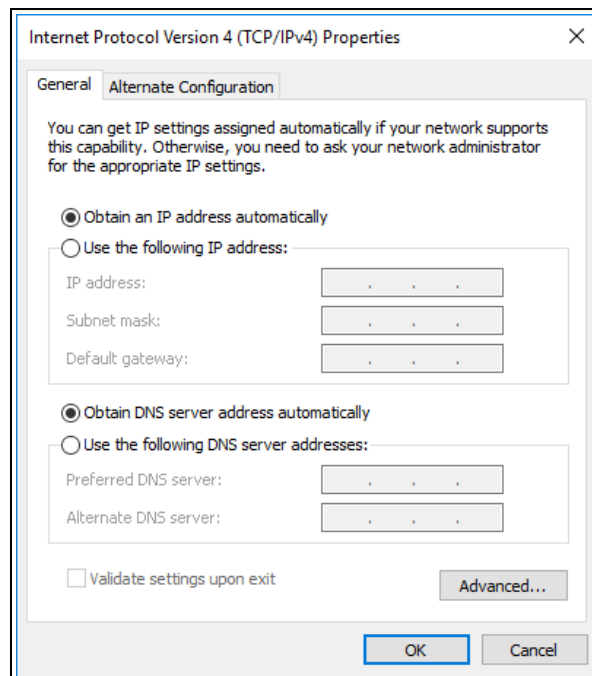 Internet Protocol Version 4 (TCP/IPv4) Properties
General
Alternate Configuration
You can get IP settings assigned automatically if your network supports
this capability. Otherwise, you need to ask your network administrator
for the appropriate IP settings.
Obtain an IP address automatically
Use the following IP address:
IP address:
Subnet mask:
Default gateway:
Obtain DNS server address automatically
Use the following DNS server addresses:
Preferred DNS server:
Alternate DNS server:
Validate settings upon exit
Advanced...
OK
Cancel